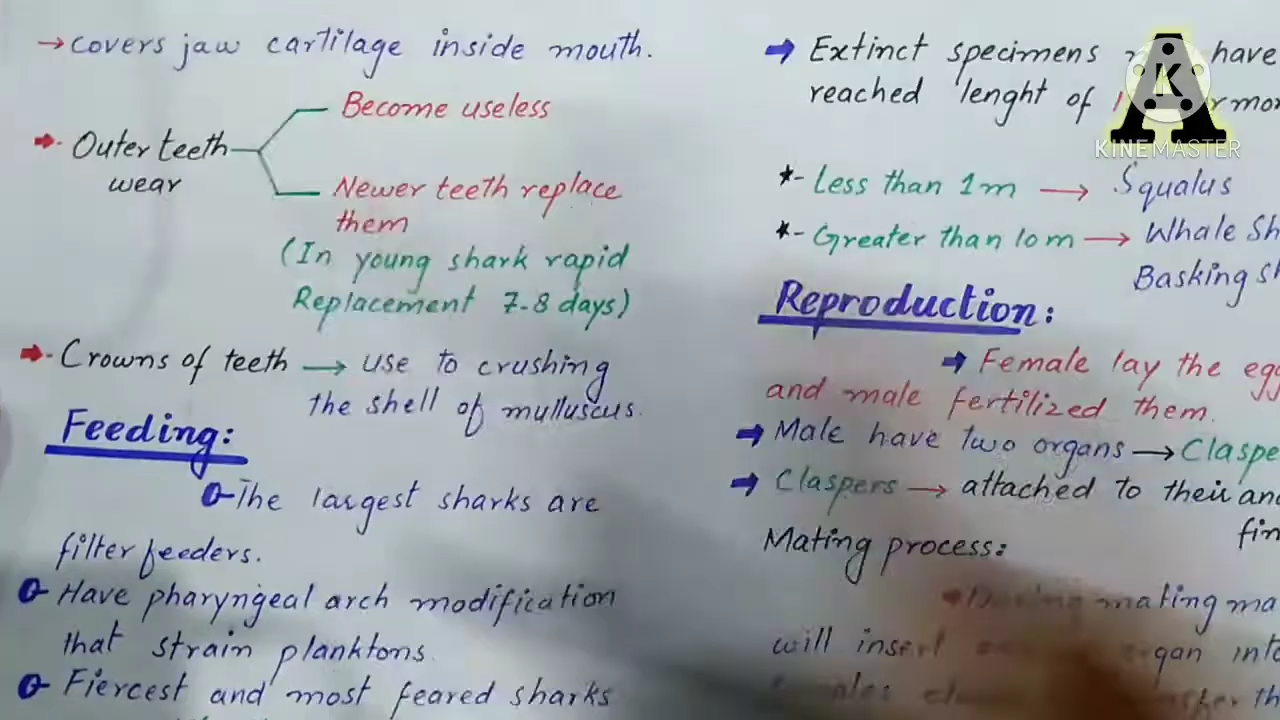 → covers jaw cartilage inside mouth.
Outer teeth wear
Become useless
Newer teeth replace
them
(In young shark rapid
Replacement 7-8 days)
Crowns of teeth → use to crushing
the shell of mulluscus.
Feeding:
The largest sharks are
filter feeders.
Have pharyngeal arch modification
that strain planktons.
Fiercest and most feared sharks
Extinct specimens have
reached lenght of
*- Less than 1m → Squalus
*- Greater than 10m → Whale Sh
Basking s
Reproduction:
Female lay the egg
and male fertilized them.
Male have two organs → Claspe
Claspers → attached to their an
fin
Mating process:
mating ma
will insert organ into
A
K
KINEMASTER